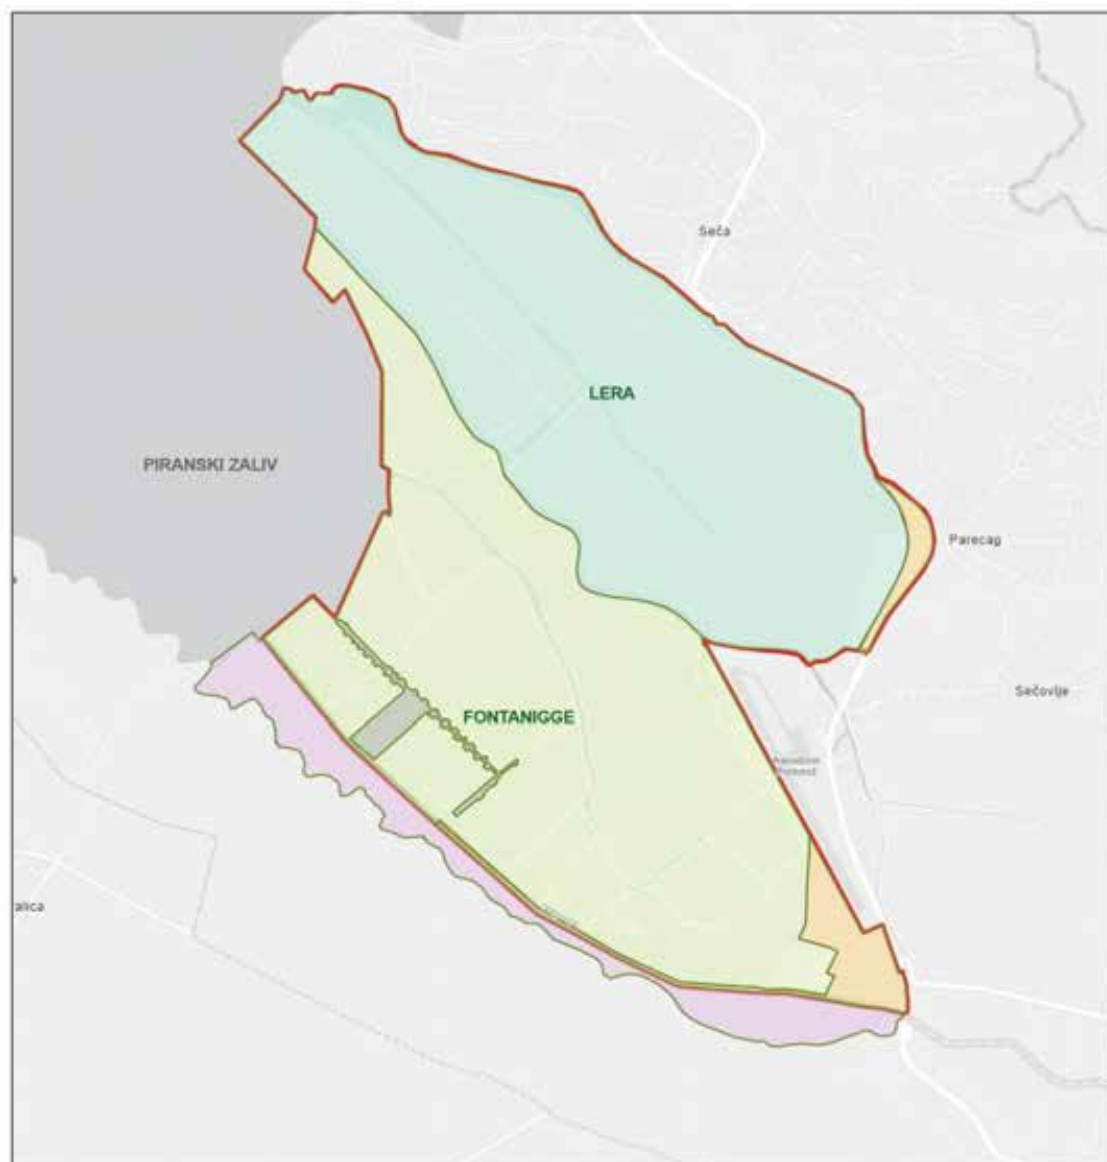 Seča
LERA
PIRANSKI ZALIV
Parecag
Sečovlje
FONTANIGGE
alica